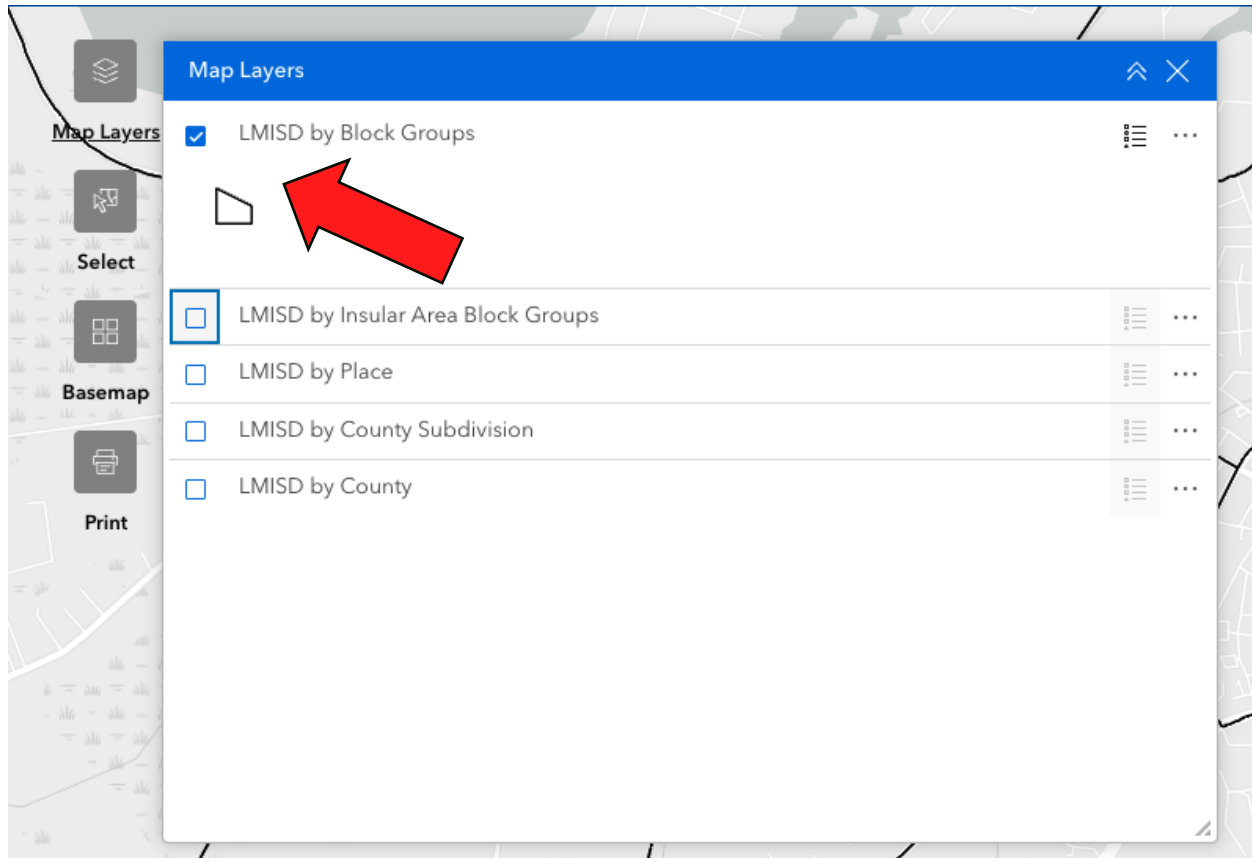 Map Layers
Map Layers
LMISD by Block Groups
Select
LMISD by Insular Area Block Groups
LMISD by Place
Basemap
LMISD by County Subdivision
LMISD by County
Print